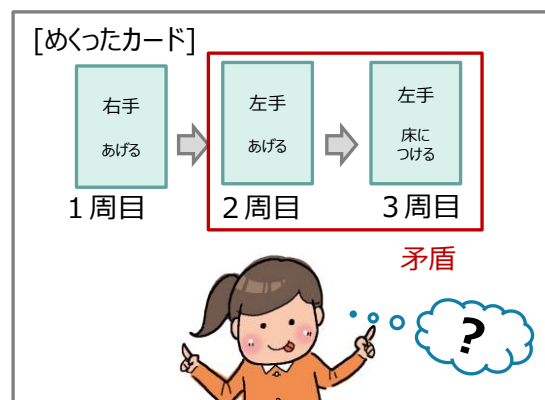 [めくったカード]
右手
あげる
左手
あげる
左手
床に
つける
1周目
2周目
3周目
矛盾
?